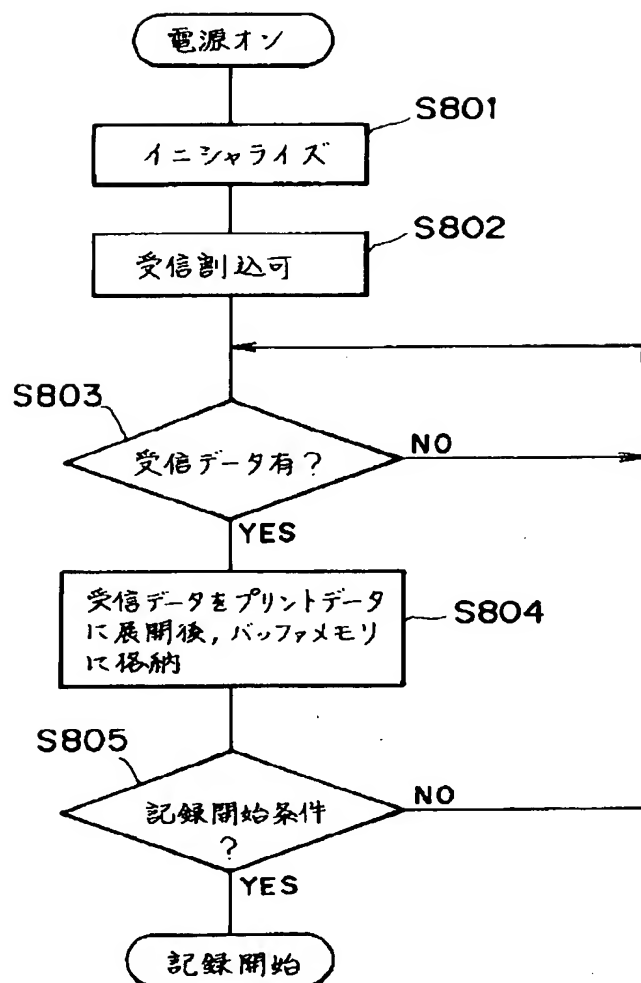 電源オン
S801
イニシャライズ
S802
受信割込可
S803
受信データ有？
NO
YES
受信データをプリントデータ
に展開後，バッファメモリ
に格納
S804
S805
記録開始条件
？
NO
YES
記録開始